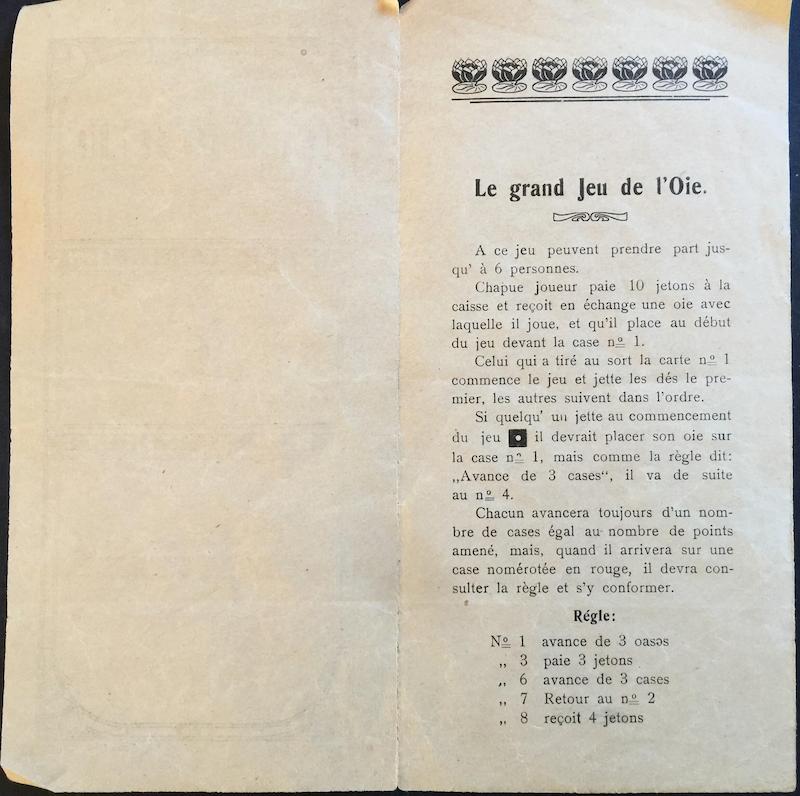 Le grand Jeu de l'Oie.
A ce jeu peuvent prendre part jus-
qu' à 6 personnes.
Chapue joueur paie 10 jetons à la
caisse et reçoit en échange une oie avec
laquelle il joue, et qu'il place au début
du jeu devant la case nº 1.
Celui qui a tiré au sort la carte nº 1
commence le jeu et jette les dés le pre-
mier, les autres suivent dans l'ordre.
Si quelqu' un jette au commencement
du jeu ⚀ il devrait placer son oie sur
la case nº 1, mais comme la règle dit:
„Avance de 3 cases“, il va de suite
au nº 4.
Chacun avancera toujours d'un nom-
bre de cases égal au nombre de points
amené, mais, quand il arrivera sur une
case nomérotée en rouge, il devra con-
sulter la règle et s'y conformer.
Régle:
Nº 1 avance de 3 oasəs
„ 3 paie 3 jetons
„ 6 avance de 3 cases
„ 7 Retour au nº 2
„ 8 reçoit 4 jetons